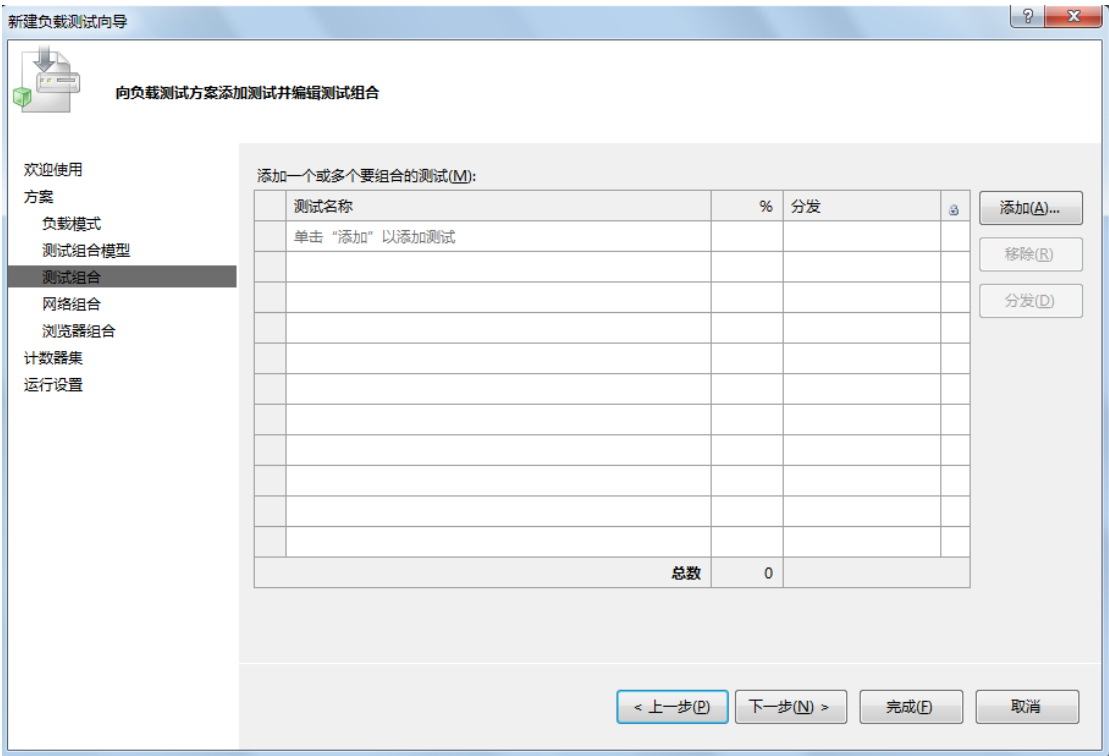 新建负载测试向导
向负载测试方案添加测试并编辑测试组合
欢迎使用
方案
负载模式
测试组合模型
测试组合
网络组合
浏览器组合
计数器集
运行设置
添加一个或多个要组合的测试(M):
测试名称 % 分发
单击“添加”以添加测试
总数 0
添加(A)...
移除(R)
分发(D)
< 上一步(P) 下一步(N) > 完成(F) 取消